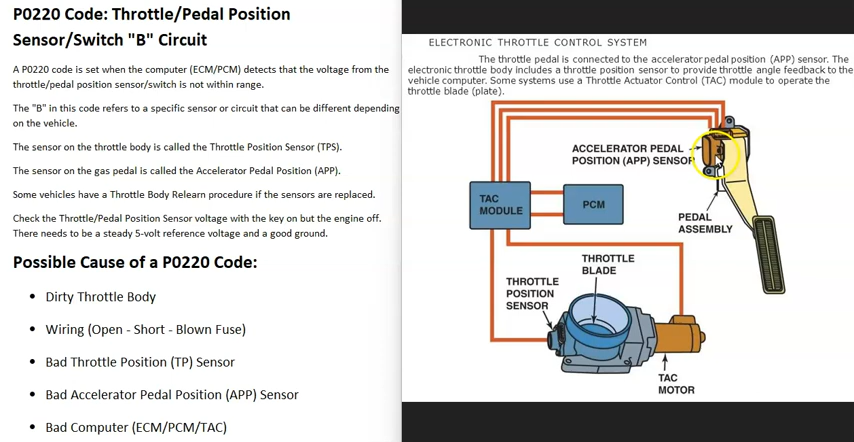 P0220 Code: Throttle/Pedal Position
Sensor/Switch "B" Circuit
A P0220 code is set when the computer (ECM/PCM) detects that the voltage from the
throttle/pedal position sensor/switch is not within range.
The "B" in this code refers to a specific sensor or circuit that can be different depending
on the vehicle.
The sensor on the throttle body is called the Throttle Position Sensor (TPS).
The sensor on the gas pedal is called the Accelerator Pedal Position (APP).
Some vehicles have a Throttle Body Relearn procedure if the sensors are replaced.
Check the Throttle/Pedal Position Sensor voltage with the key on but the engine off.
There needs to be a steady 5-volt reference voltage and a good ground.
Possible Cause of a P0220 Code:
• Dirty Throttle Body
• Wiring (Open - Short - Blown Fuse)
• Bad Throttle Position (TP) Sensor
• Bad Accelerator Pedal Position (APP) Sensor
• Bad Computer (ECM/PCM/TAC)
ELECTRONIC THROTTLE CONTROL SYSTEM
The throttle pedal is connected to the accelerator pedal position (APP) sensor. The
electronic throttle body includes a throttle position sensor to provide throttle angle feedback to the
vehicle computer. Some systems use a Throttle Actuator Control (TAC) module to operate the
throttle blade (plate).
ACCELERATOR PEDAL
POSITION (APP) SENSOR
TAC
MODULE
PCM
PEDAL
ASSEMBLY
THROTTLE
BLADE
THROTTLE
POSITION
SENSOR
TAC
MOTOR